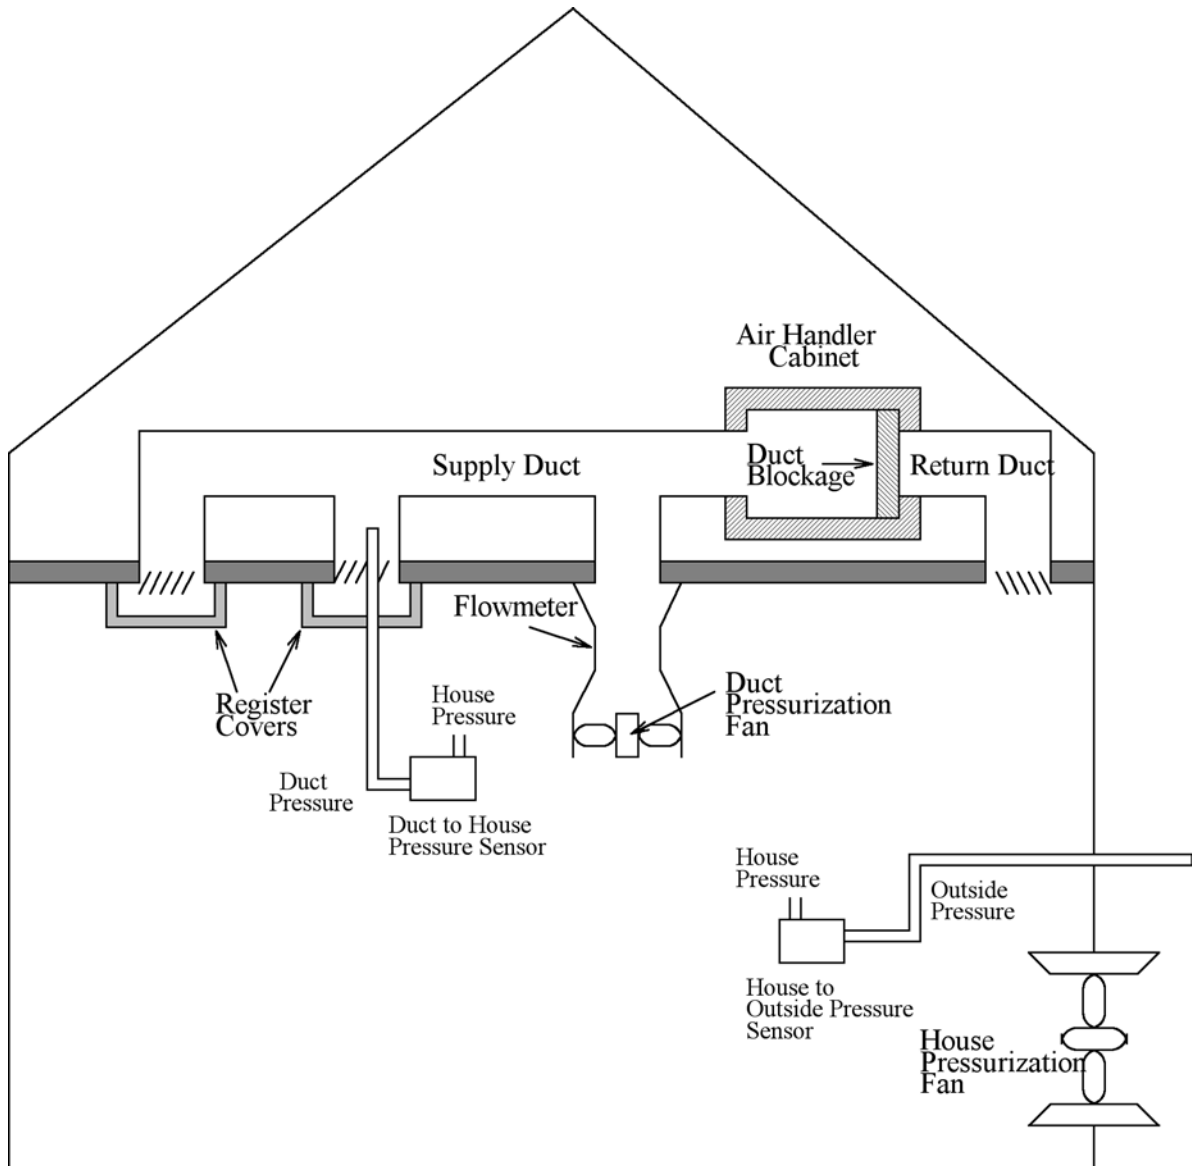 Air Handler
Cabinet
Supply Duct
Duct
Blockage
Return Duct
Flowmeter
Register
Covers
House
Pressure
Duct
Pressurization
Fan
Duct
Pressure
Duct to House
Pressure Sensor
House
Pressure
Outside
Pressure
House to
Outside Pressure
Sensor
House
Pressurization
Fan